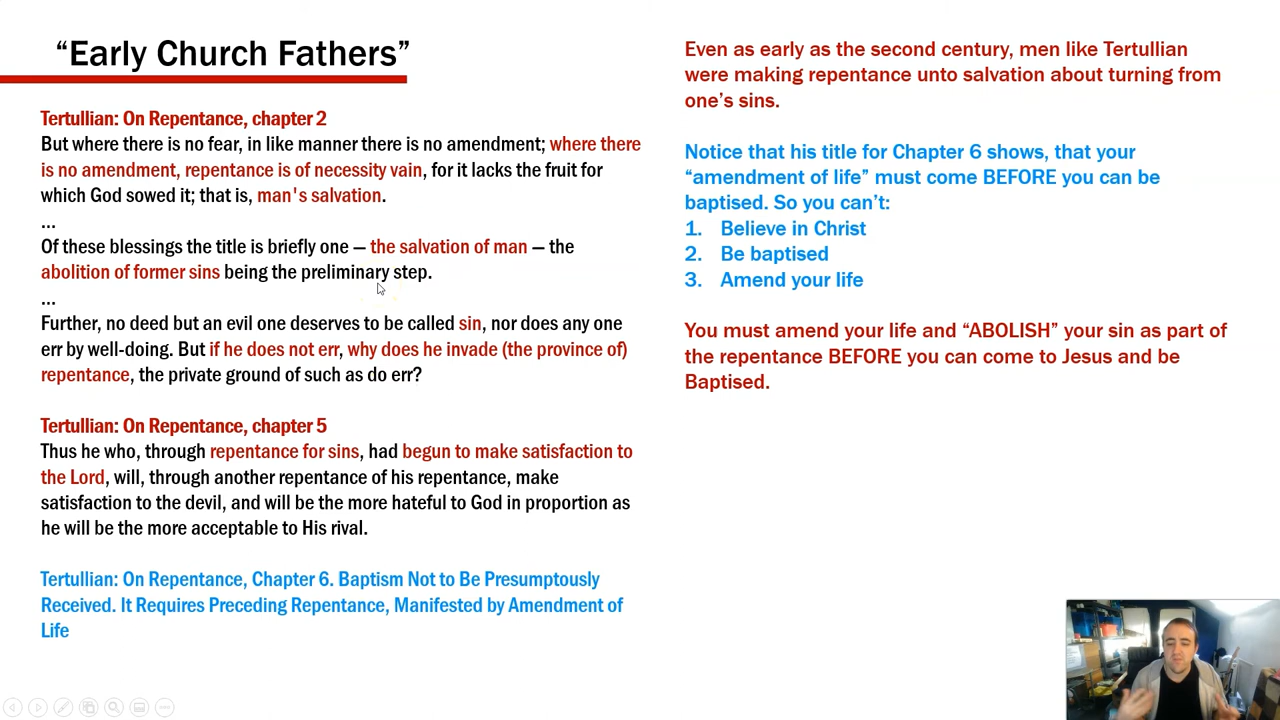 “Early Church Fathers”
Tertullian: On Repentance, chapter 2
But where there is no fear, in like manner there is no amendment; where there
is no amendment, repentance is of necessity vain, for it lacks the fruit for
which God sowed it; that is, man's salvation.
...
Of these blessings the title is briefly one — the salvation of man — the
abolition of former sins being the preliminary step.
...
Further, no deed but an evil one deserves to be called sin, nor does any one
err by well-doing. But if he does not err, why does he invade (the province of)
repentance, the private ground of such as do err?
Tertullian: On Repentance, chapter 5
Thus he who, through repentance for sins, had begun to make satisfaction to
the Lord, will, through another repentance of his repentance, make
satisfaction to the devil, and will be the more hateful to God in proportion as
he will be the more acceptable to His rival.
Tertullian: On Repentance, Chapter 6. Baptism Not to Be Presumptously
Received. It Requires Preceding Repentance, Manifested by Amendment of
Life
Even as early as the second century, men like Tertullian
were making repentance unto salvation about turning from
one’s sins.
Notice that his title for Chapter 6 shows, that your
“amendment of life” must come BEFORE you can be
baptised. So you can’t:
1. Believe in Christ
2. Be baptised
3. Amend your life
You must amend your life and “ABOLISH” your sin as part of
the repentance BEFORE you can come to Jesus and be
Baptised.